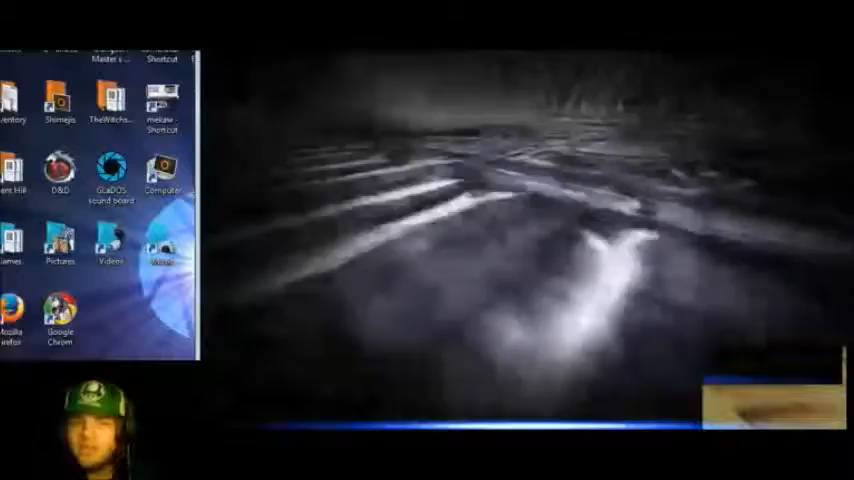 Master's ...
Shortcut
ventory
Shimejis
TheWitchs...
mekaw -
Shortcut
ent Hill
D&D
GLaDOS
sound board
Computer
ames
Pictures
Videos
Music
Mozilla
irefox
Google
Chrom